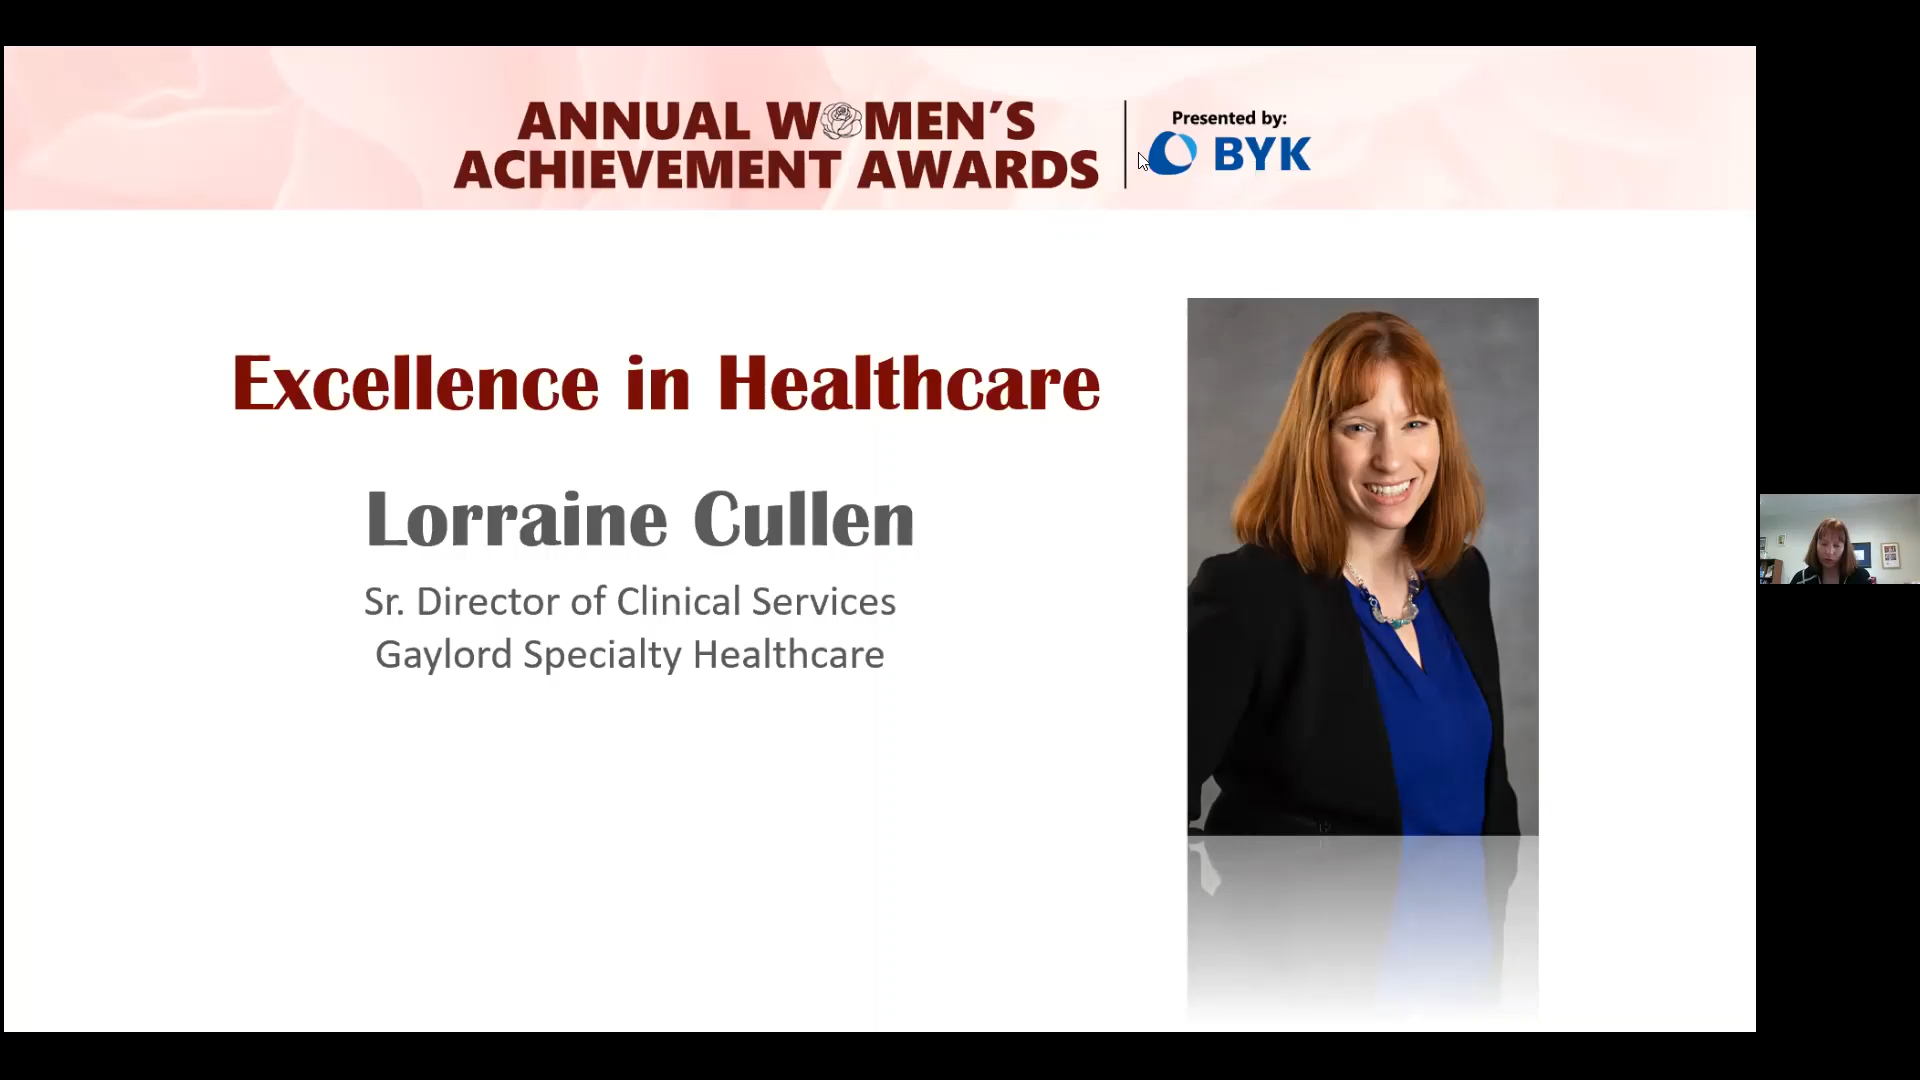 ANNUAL WOMEN'S
ACHIEVEMENT AWARDS
Presented by:
BYK
Excellence in Healthcare
Lorraine Cullen
Sr. Director of Clinical Services
Gaylord Specialty Healthcare